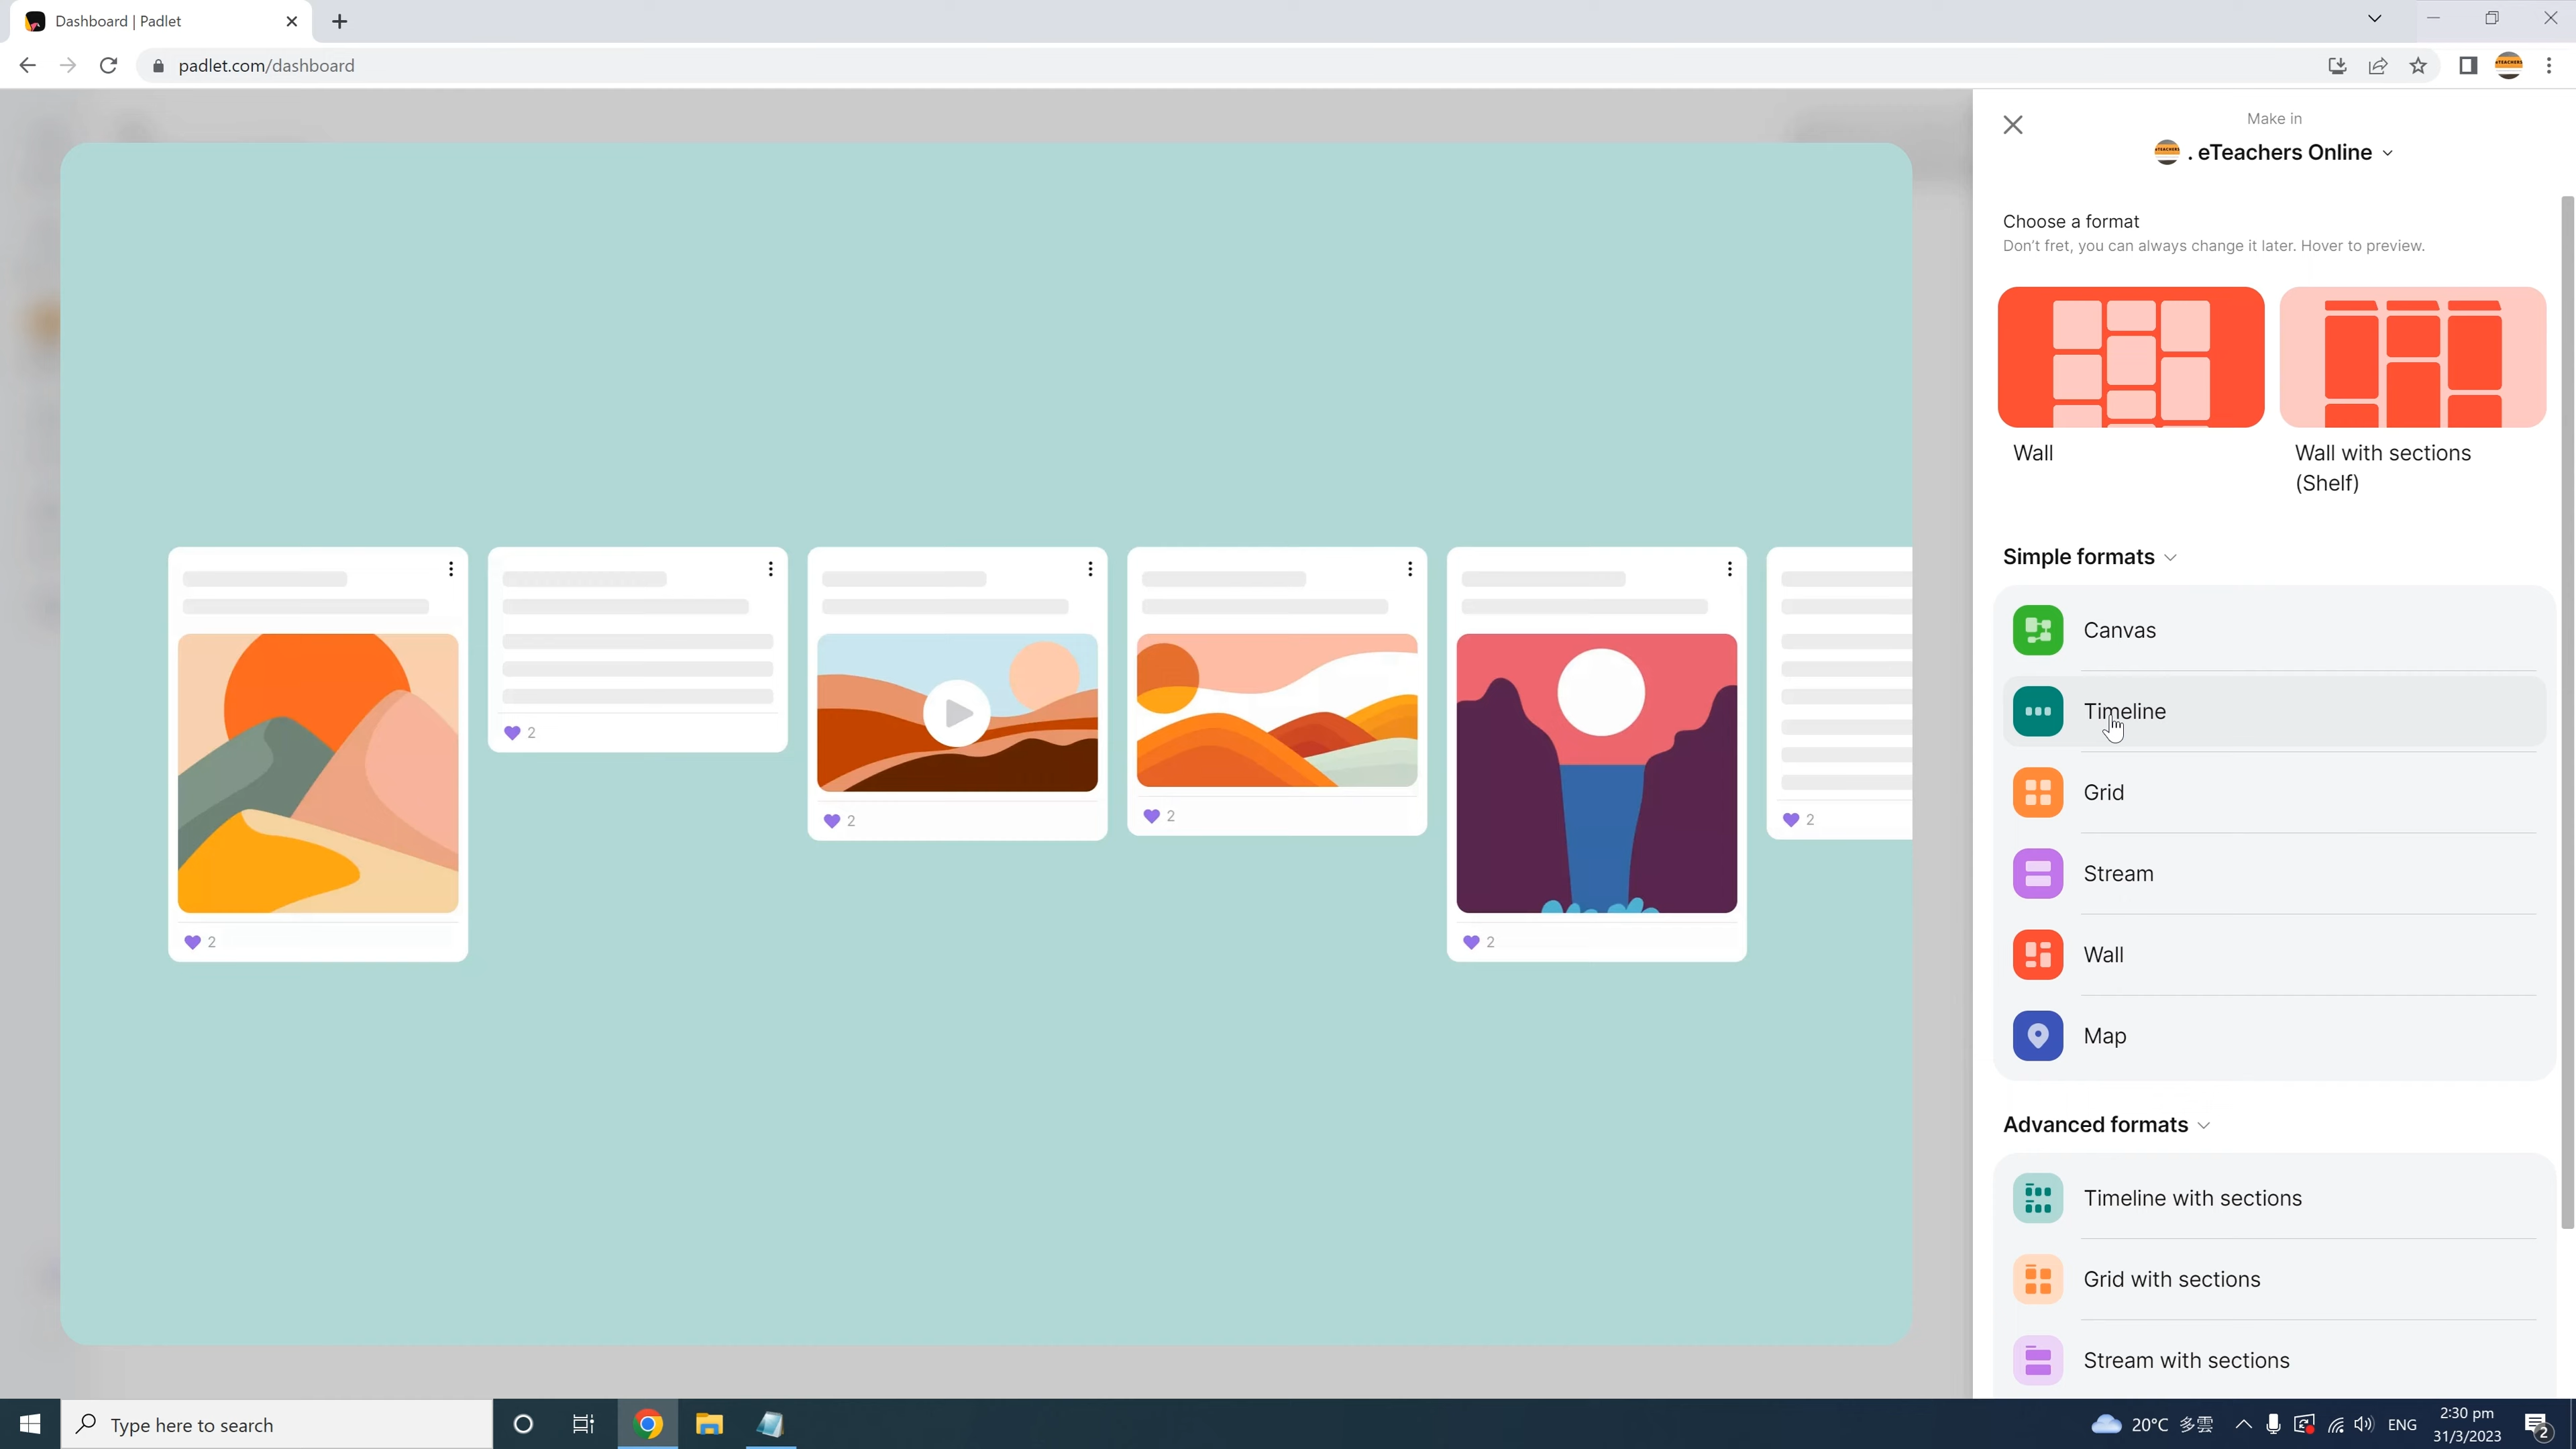 Dashboard | Padlet
padlet.com/dashboard
Make in
. eTeachers Online
Choose a format
Don't fret, you can always change it later. Hover to preview.
Wall
Wall with sections
(Shelf)
Simple formats
Canvas
Timeline
Grid
Stream
Wall
Map
Advanced formats
Timeline with sections
Grid with sections
Stream with sections
2
2
2
2
2
2
Type here to search
20°C 多雲
ENG
2:30 pm
31/3/2023
2